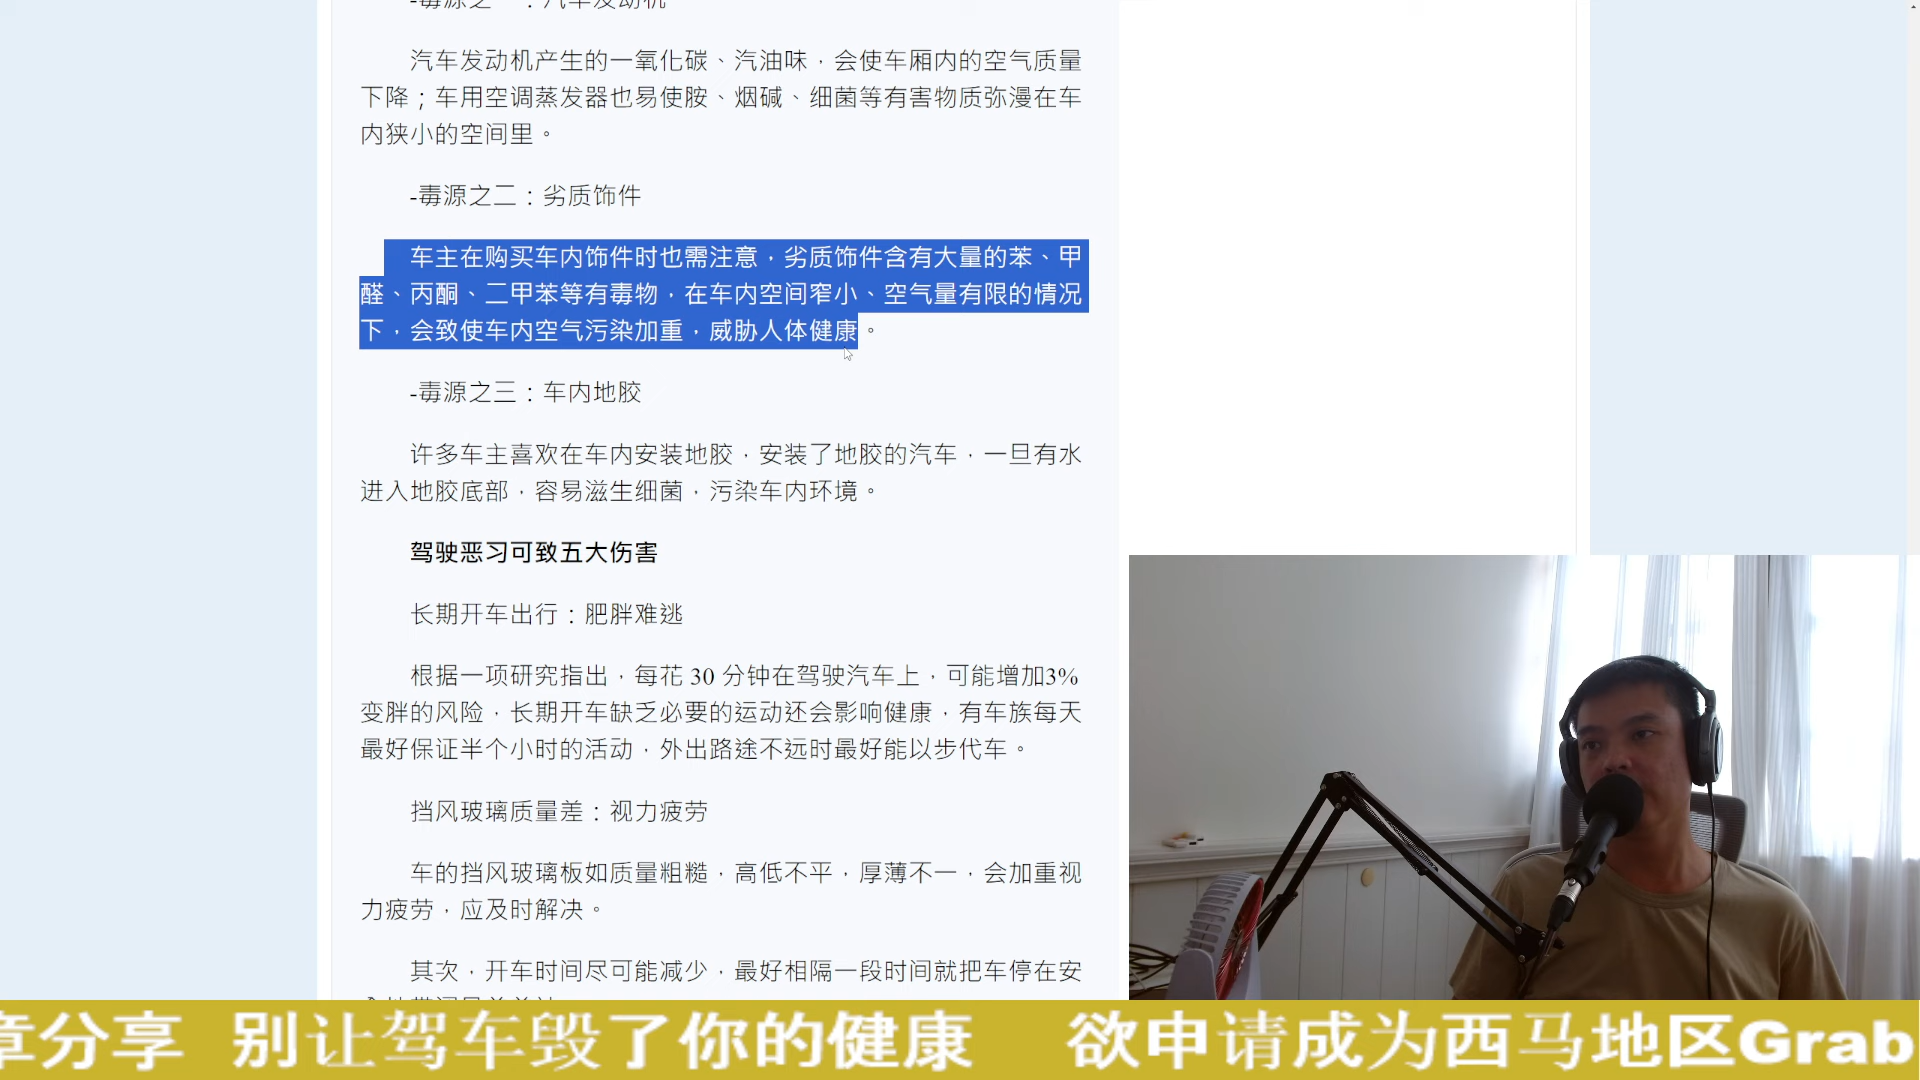 -毒源之一：汽车发动机
汽车发动机产生的一氧化碳、汽油味，会使车厢内的空气质量
下降；车用空调蒸发器也易使胺、烟碱、细菌等有害物质弥漫在车
内狭小的空间里。
-毒源之二：劣质饰件
车主在购买车内饰件时也需注意，劣质饰件含有大量的苯、甲
醛、丙酮、二甲苯等有毒物，在车内空间窄小、空气量有限的情况
下，会致使车内空气污染加重，威胁人体健康。
-毒源之三：车内地胶
许多车主喜欢在车内安装地胶，安装了地胶的汽车，一旦有水
进入地胶底部，容易滋生细菌，污染车内环境。
驾驶恶习可致五大伤害
长期开车出行：肥胖难逃
根据一项研究指出，每花 30 分钟在驾驶汽车上，可能增加3%
变胖的风险，长期开车缺乏必要的运动还会影响健康，有车族每天
最好保证半个小时的活动，外出路途不远时最好能以步代车。
挡风玻璃质量差：视力疲劳
车的挡风玻璃板如质量粗糙，高低不平，厚薄不一，会加重视
力疲劳，应及时解决。
其次，开车时间尽可能减少，最好相隔一段时间就把车停在安
章分享 别让驾车毁了你的健康 欲申请成为西马地区Grab